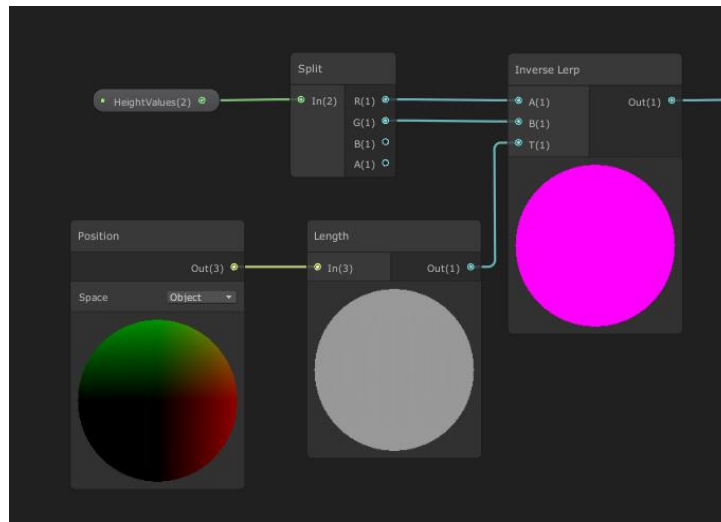 Split
HeightValues(2)
In(2)
R(1)
G(1)
B(1)
A(1)
Inverse Lerp
A(1)
Out(1)
B(1)
T(1)
Position
Out(3)
Space
Object
Length
In(3)
Out(1)